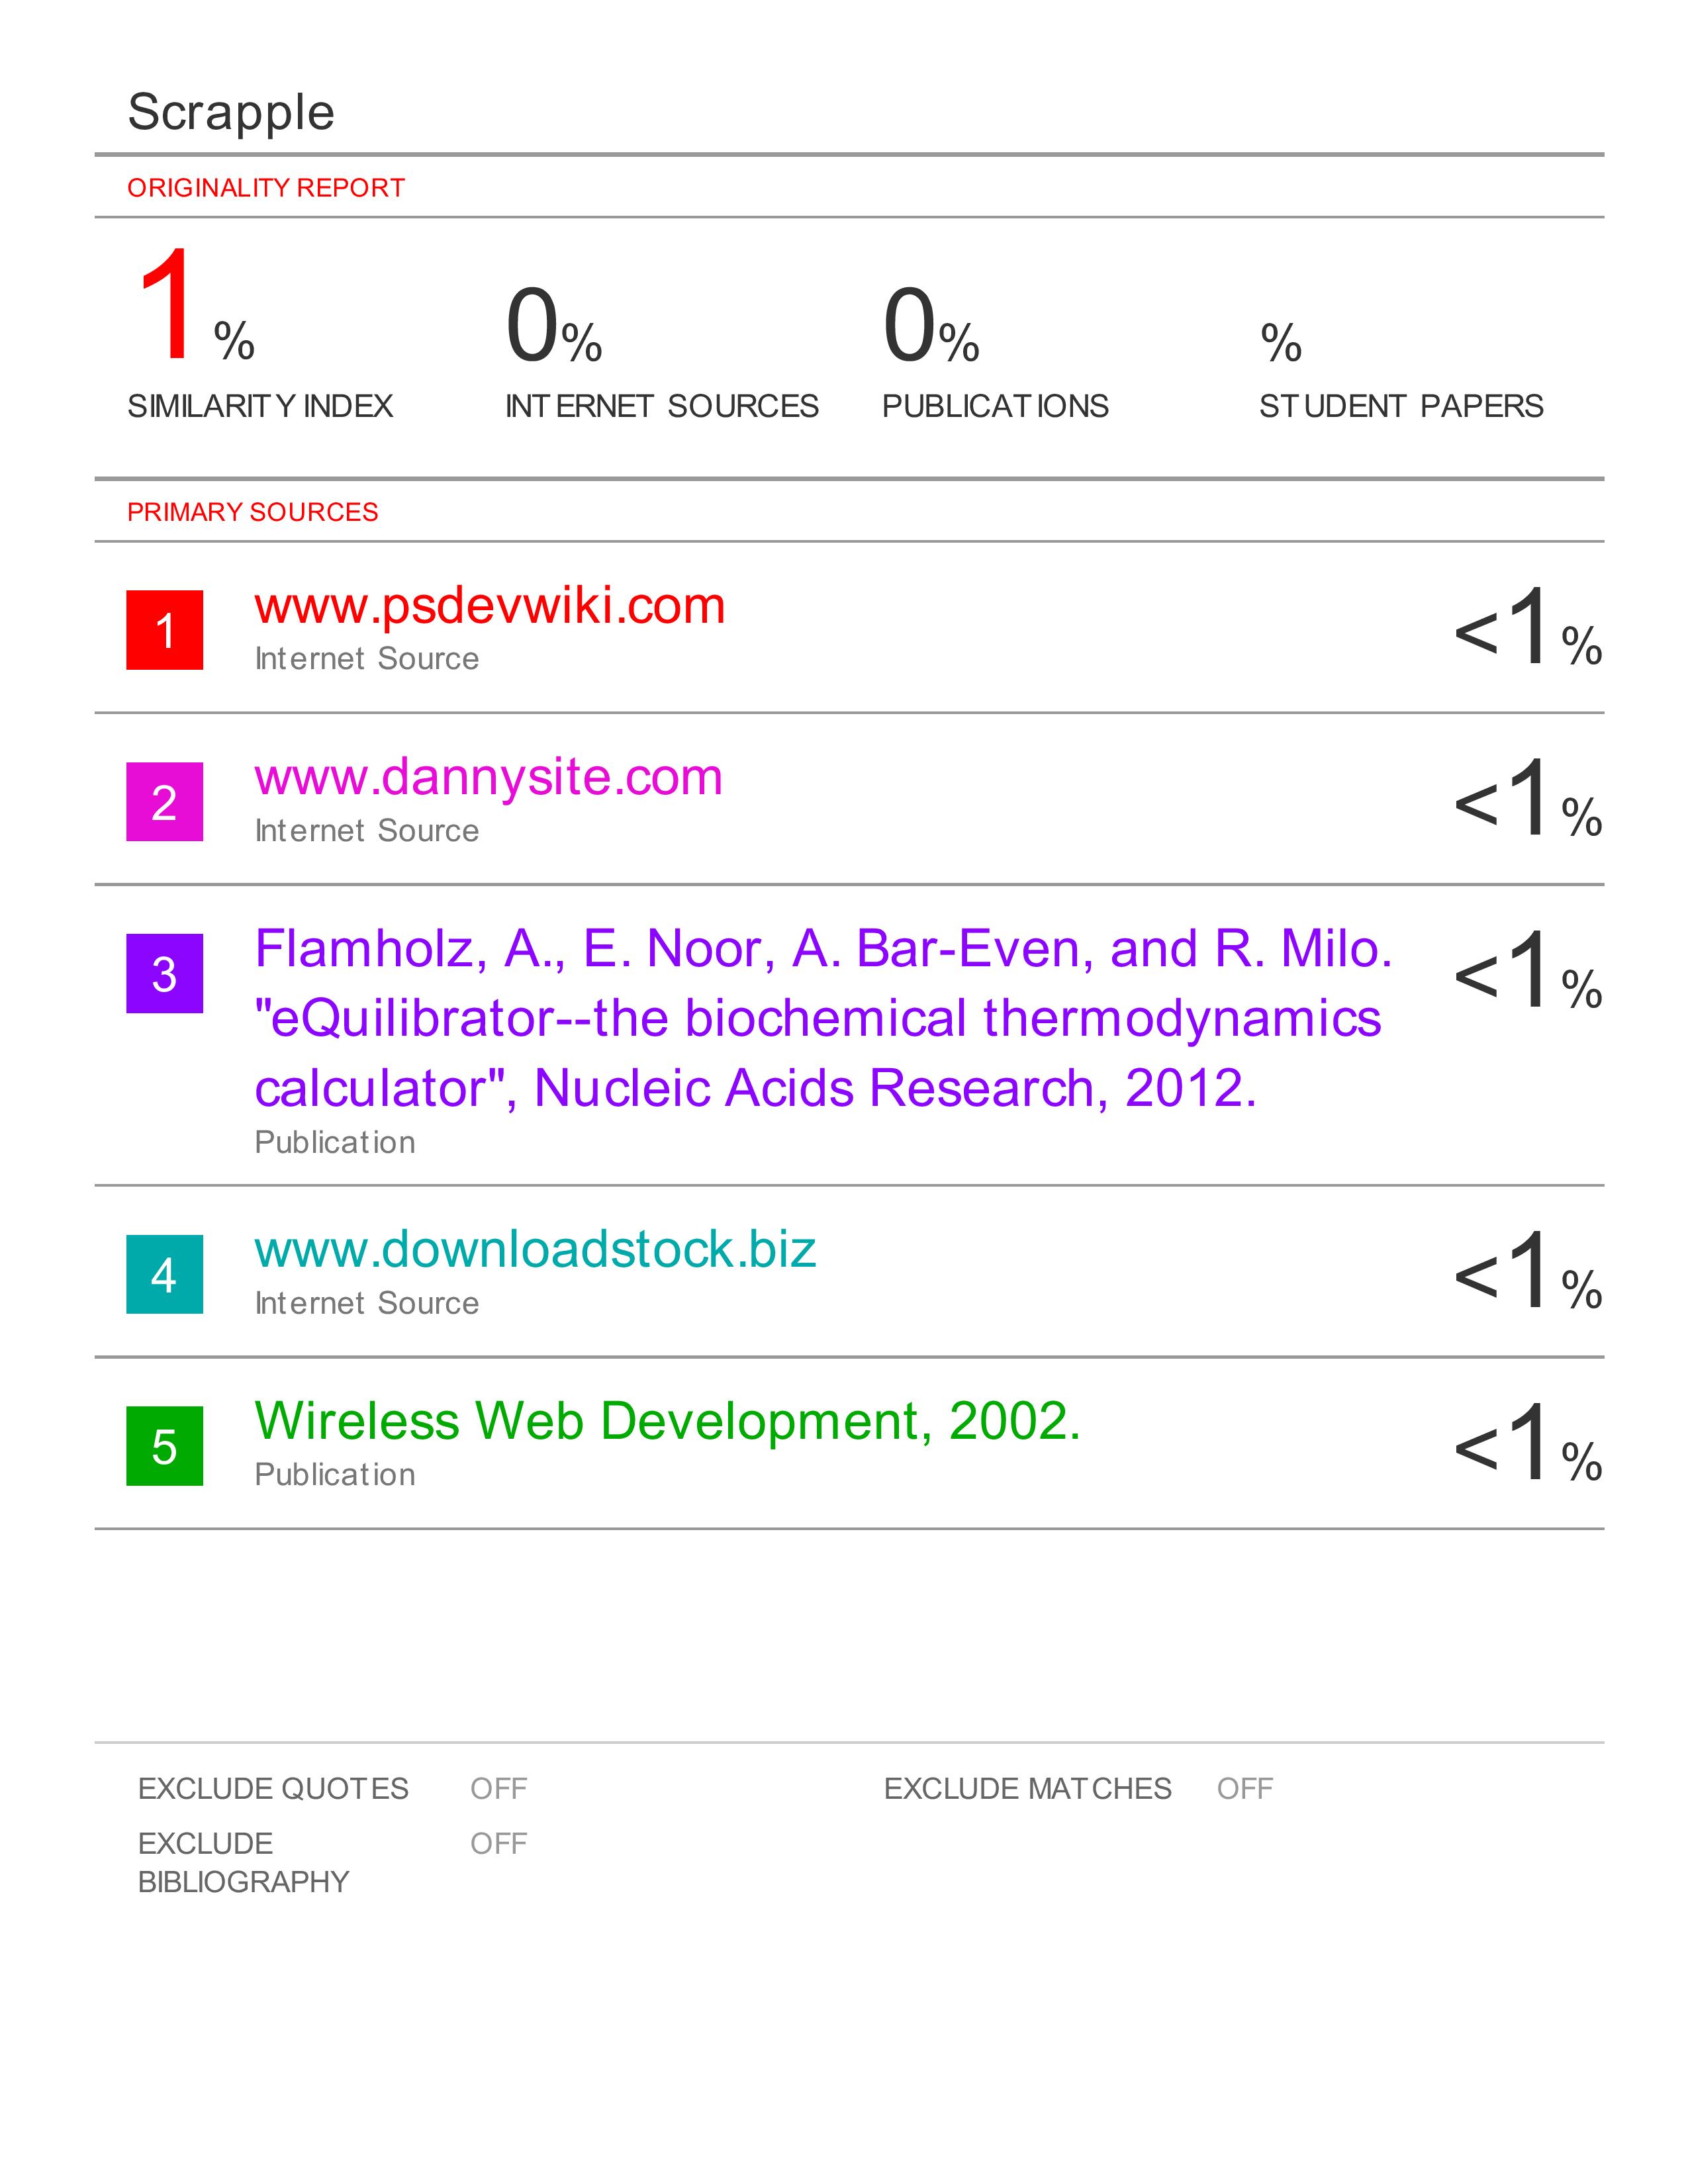 Scrapple
ORIGINALITY REPORT
1%
SIMILARITY INDEX
0%
INTERNET SOURCES
0%
PUBLICATIONS
%
STUDENT PAPERS
PRIMARY SOURCES
1
www.psdevwiki.com
Internet Source
<1%
2
www.dannysite.com
Internet Source
<1%
3
Flamholz, A., E. Noor, A. Bar-Even, and R. Milo.
"eQuilibrator--the biochemical thermodynamics
calculator", Nucleic Acids Research, 2012.
Publication
<1%
4
www.downloadstock.biz
Internet Source
<1%
5
Wireless Web Development, 2002.
Publication
<1%
EXCLUDE QUOTES OFF
EXCLUDE BIBLIOGRAPHY OFF
EXCLUDE MATCHES OFF